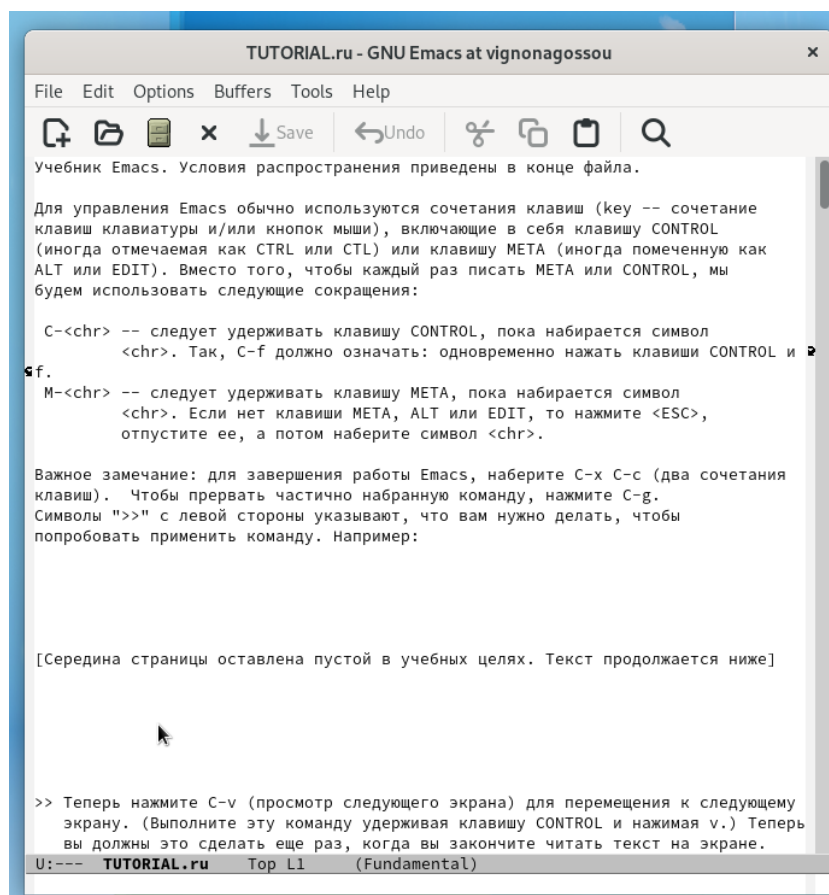 TUTORIAL.ru - GNU Emacs at vignonagossou
File Edit Options Buffers Tools Help
Save Undo
Учебник Emacs. Условия распространения приведены в конце файла.
Для управления Emacs обычно используются сочетания клавиш (key -- сочетание
клавиш клавиатуры и/или кнопок мыши), включающие в себя клавишу CONTROL
(иногда отмечаемая как CTRL или CTL) или клавишу META (иногда помеченную как
ALT или EDIT). Вместо того, чтобы каждый раз писать META или CONTROL, мы
будем использовать следующие сокращения:
C-<chr> -- следует удерживать клавишу CONTROL, пока набирается символ
<chr>. Так, C-f должно означать: одновременно нажать клавиши CONTROL и
f.
M-<chr> -- следует удерживать клавишу META, пока набирается символ
<chr>. Если нет клавиши META, ALT или EDIT, то нажмите <ESC>,
отпустите ее, а потом наберите символ <chr>.
Важное замечание: для завершения работы Emacs, наберите C-x C-c (два сочетания
клавиш).  Чтобы прервать частично набранную команду, нажмите C-g.
Символы ">>" с левой стороны указывают, что вам нужно делать, чтобы
попробовать применить команду. Например:
[Середина страницы оставлена пустой в учебных целях. Текст продолжается ниже]
>> Теперь нажмите C-v (просмотр следующего экрана) для перемещения к следующему
экрану. (Выполните эту команду удерживая клавишу CONTROL и нажимая v.) Теперь
вы должны это сделать еще раз, когда вы закончите читать текст на экране.
U:--- TUTORIAL.ru Top L1 (Fundamental)